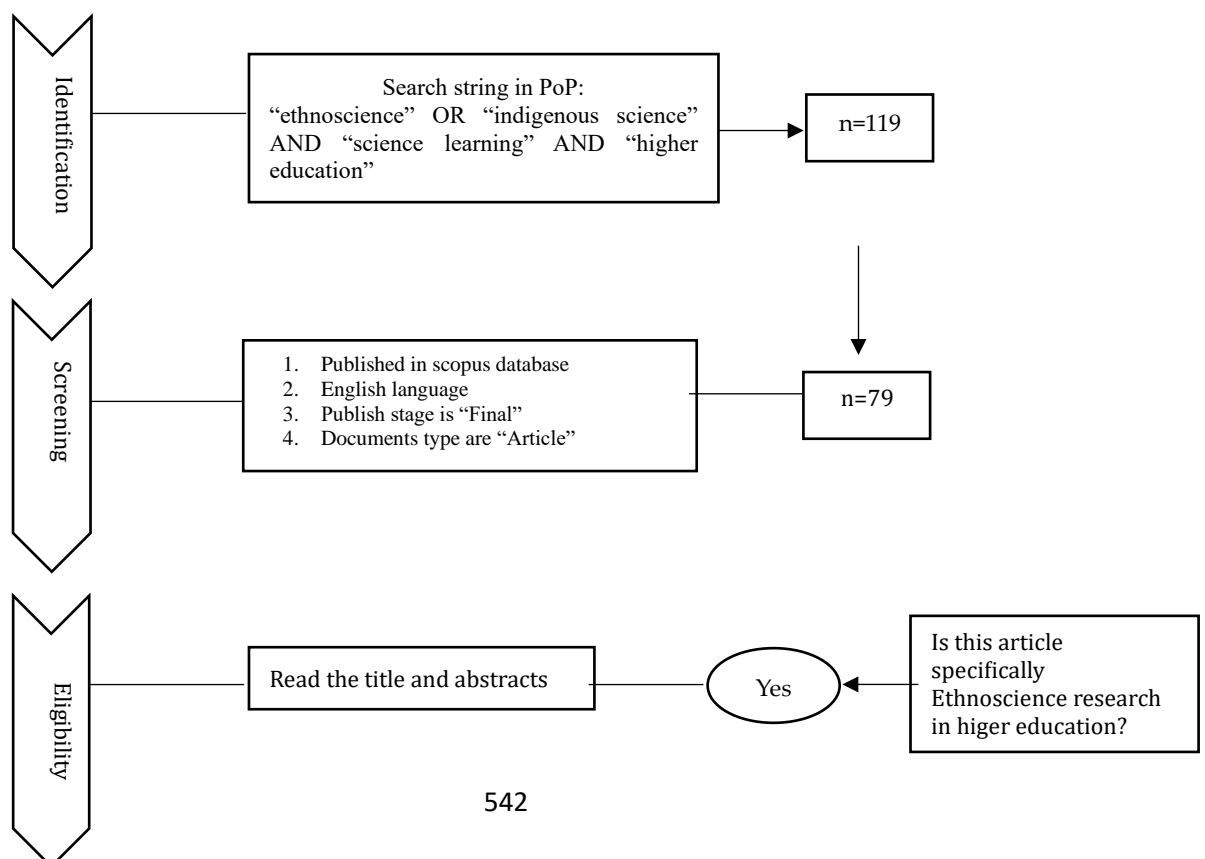 Identification
Search string in PoP:
“ethnoscience” OR “indigenous science”
AND “science learning” AND “higher
education”
n=119
Screening
1. Published in scopus database
2. English language
3. Publish stage is “Final”
4. Documents type are “Article”
n=79
Eligibility
Read the title and abstracts
Yes
Is this article
specifically
Ethnoscience research
in higer education?
542